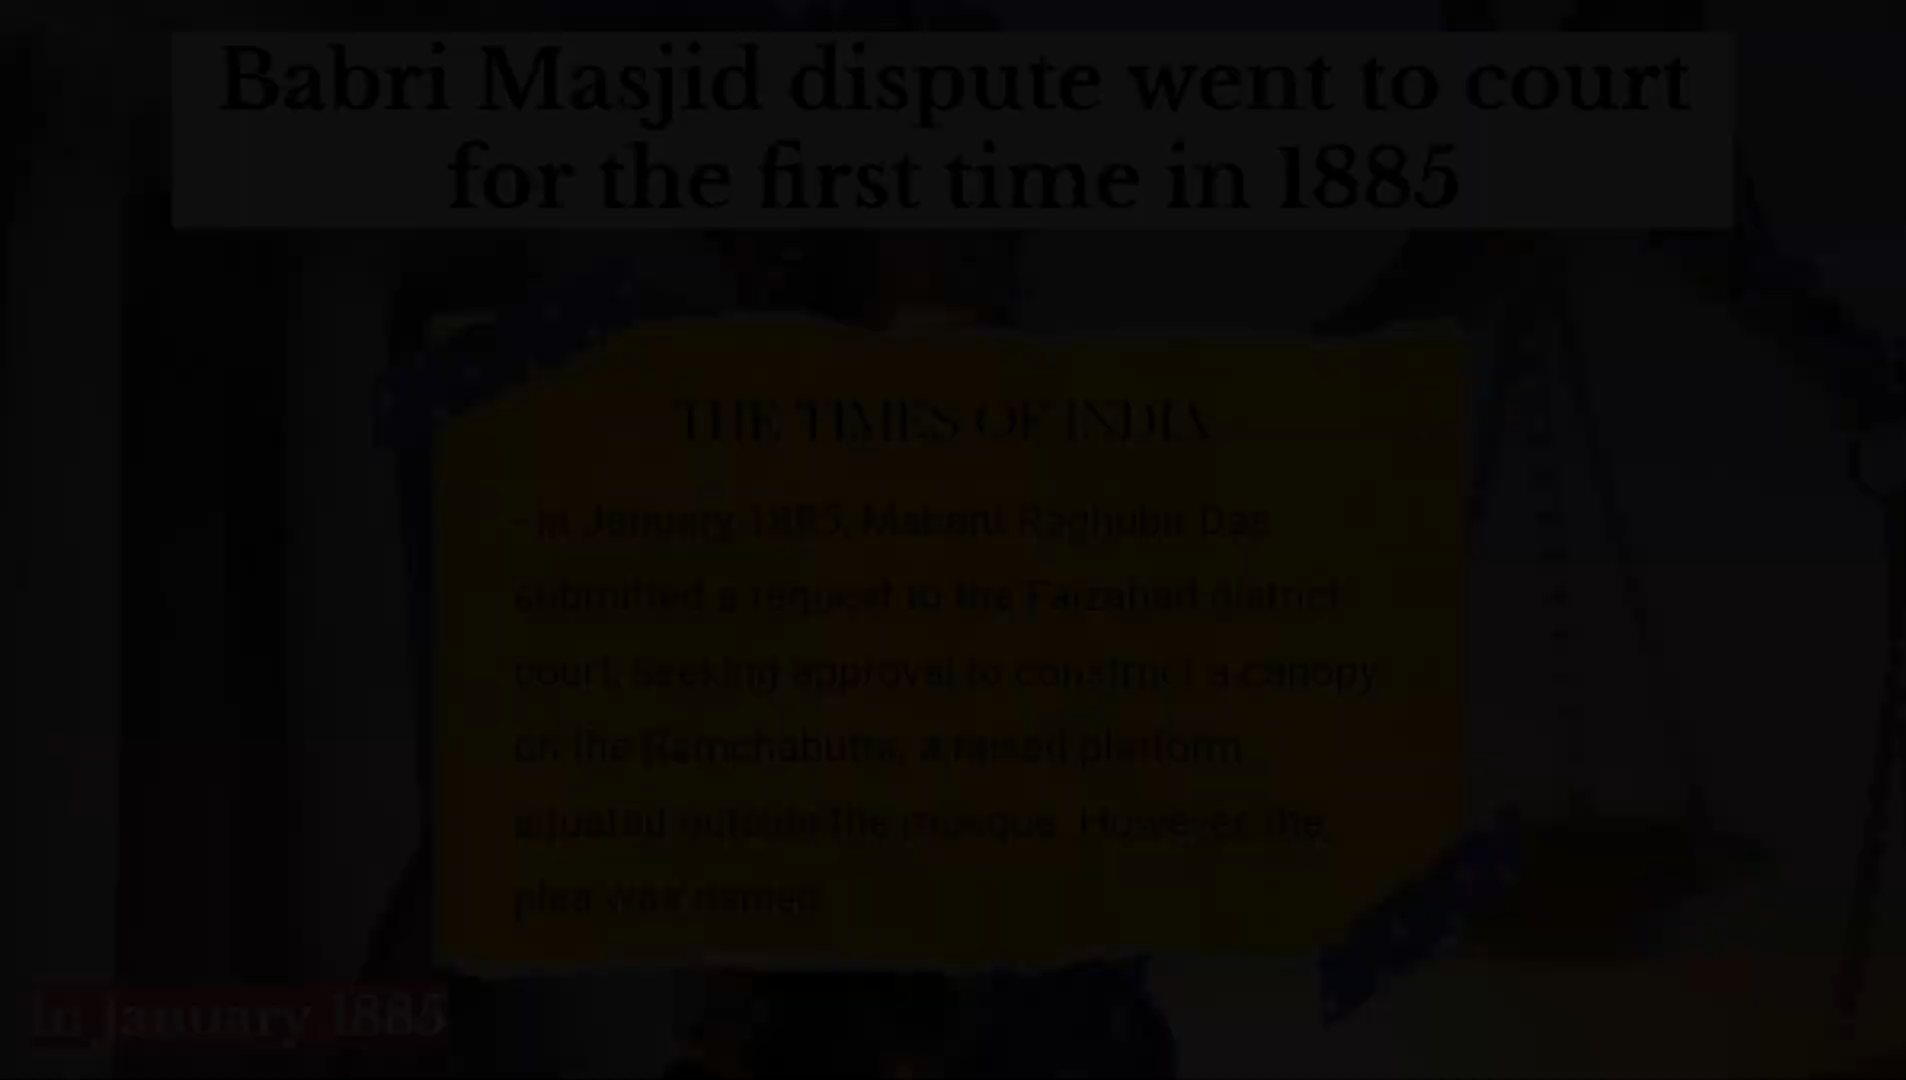 Babri Masjid dispute went to court
for the first time in 1885
THE TIMES OF INDIA
- In January 1885, Mahant Raghubir Das
submitted a request to the Faizabad district
court, seeking approval to construct a canopy
on the Ramchabutra, a raised platform
situated outside the mosque. However, the
plea was denied.
In January 1885